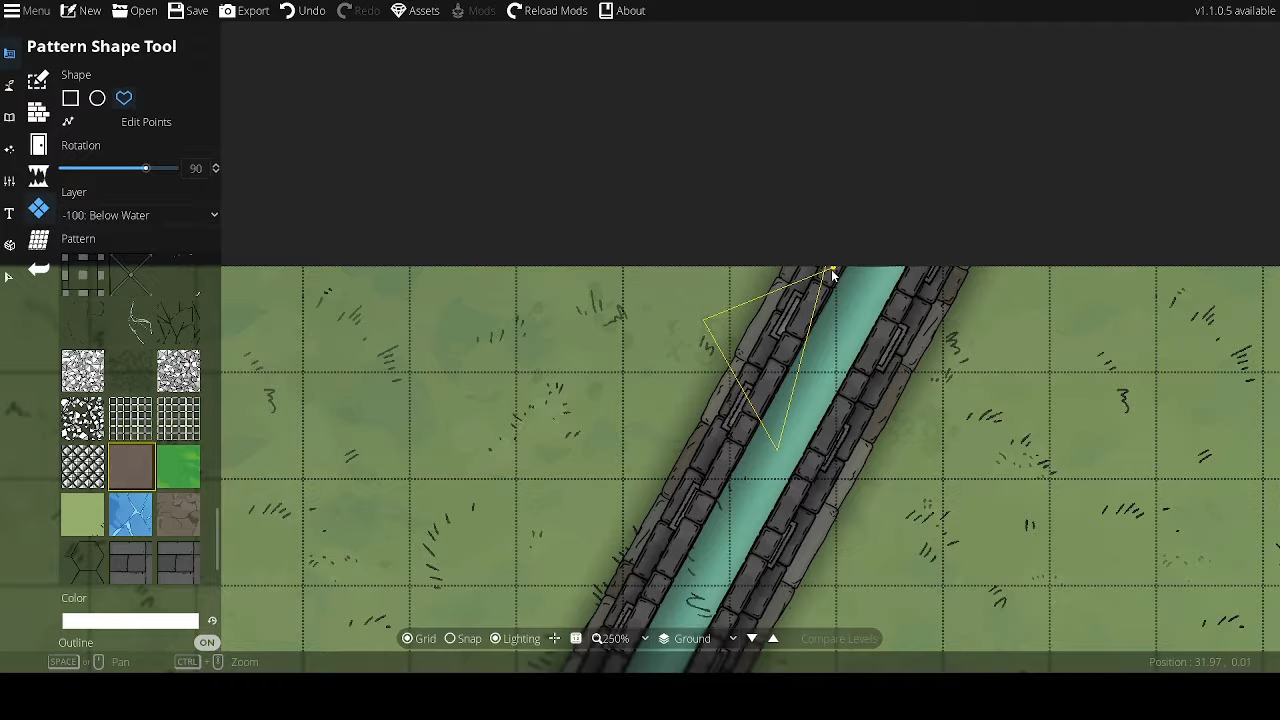 Menu New Open Save Export Undo Redo Assets Mods Reload Mods About v1.1.0.5 available
Pattern Shape Tool
Shape
Edit Points
Rotation
90
Layer
-100: Below Water
Pattern
Color
Outline ON
Grid Snap Lighting 250% Ground Compare Levels
SPACE or Pan CTRL + Zoom Position : 31.97 , 0.01